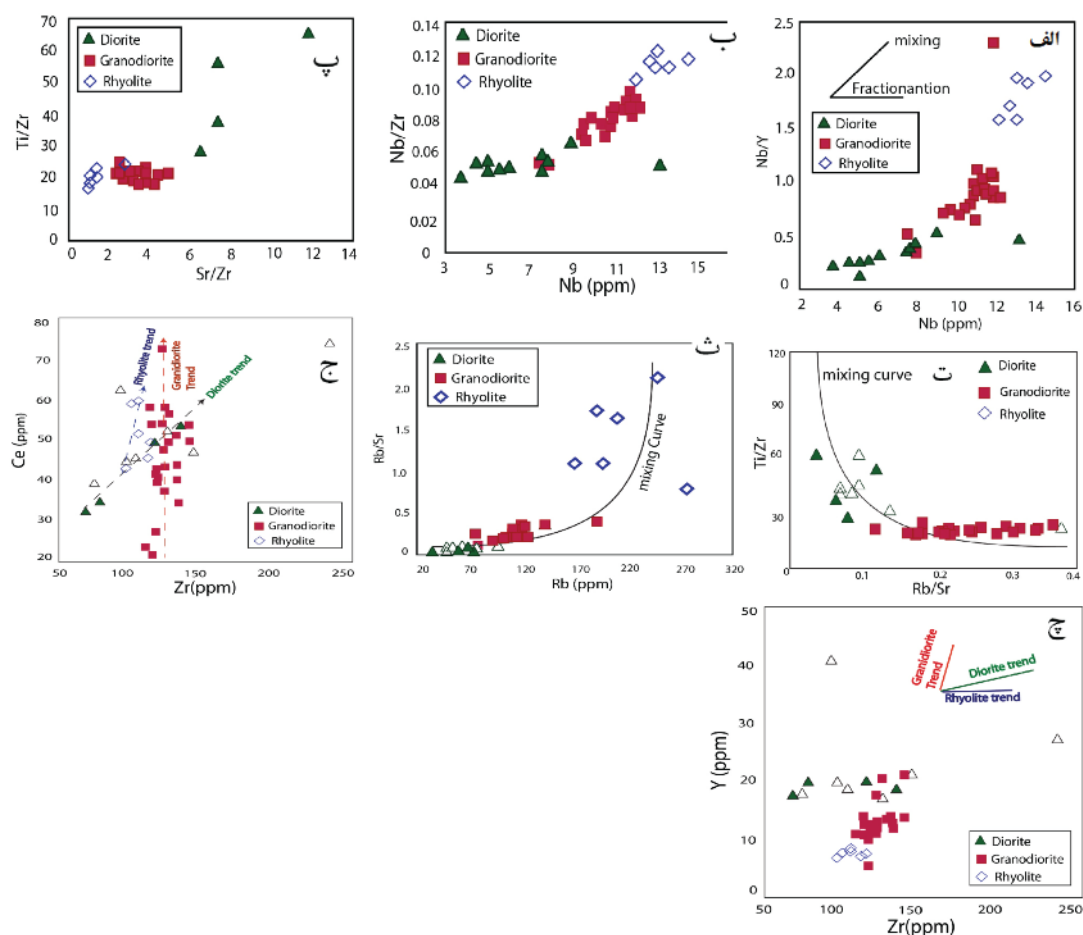 الف
mixing
Fractionantion
Diorite
Granodiorite
Rhyolite
Nb/Y
2.5
2.0
1.5
1.0
0.5
0
2 4 6 8 10 12 14 16
Nb (ppm)
ب
Diorite
Granodiorite
Rhyolite
Nb/Zr
0.12
0.10
0.08
0.06
0.04
0.12
0
3 5 7 9 11 13 15
Nb (ppm)
پ
Diorite
Granodiorite
Rhyolite
Ti/Zr
70
60
50
40
30
20
10
0
0 2 4 6 8 10 12 14
Sr/Zr
ت
mixing curve
Diorite
Granodiorite
Rhyolite
Ti/Zr
120
90
60
30
0.1 0.2 0.3 0.4
Rb/Sr
ث
Diorite
Granodiorite
Rhyolite
mixing Curve
Rb/Sr
2.5
2.0
1.5
1.0
0.5
0
20 70 120 170 220 270 320
Rb (ppm)
ج
Rhyolite trend
Granidiorite
Trend
Diorite trend
Diorite
Granodiorite
Rhyolite
Ce (ppm)
80
70
60
50
40
30
20
50 100 150 200 250
Zr(ppm)
چ
Granidiorite
Trend
Diorite trend
Rhyolite trend
Diorite
Granodiorite
Rhyolite
Y (ppm)
50
40
30
20
10
0
50 100 150 200 250
Zr(ppm)